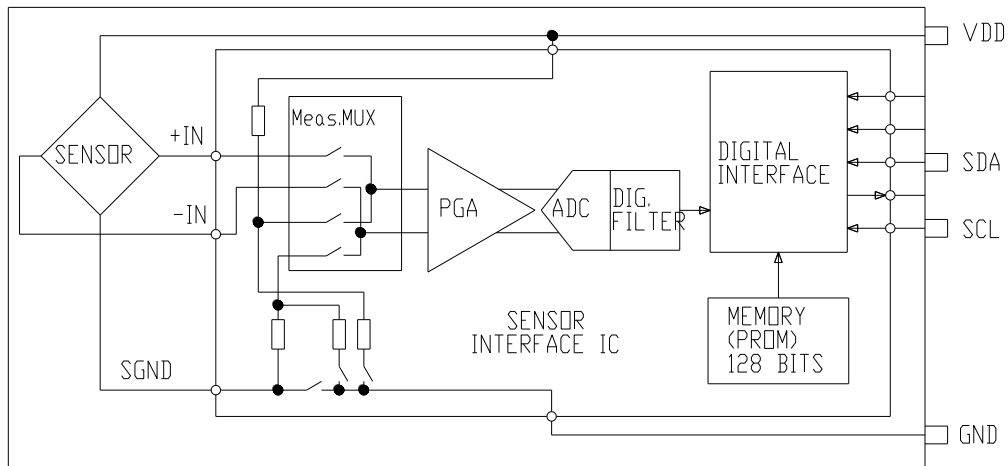 VDD
Meas.MUX
+IN
SENSOR
-IN
PGA
ADC
DIG.
FILTER
DIGITAL
INTERFACE
SDA
SCL
SENSOR
INTERFACE IC
MEMORY
(PROM)
128 BITS
SGND
GND